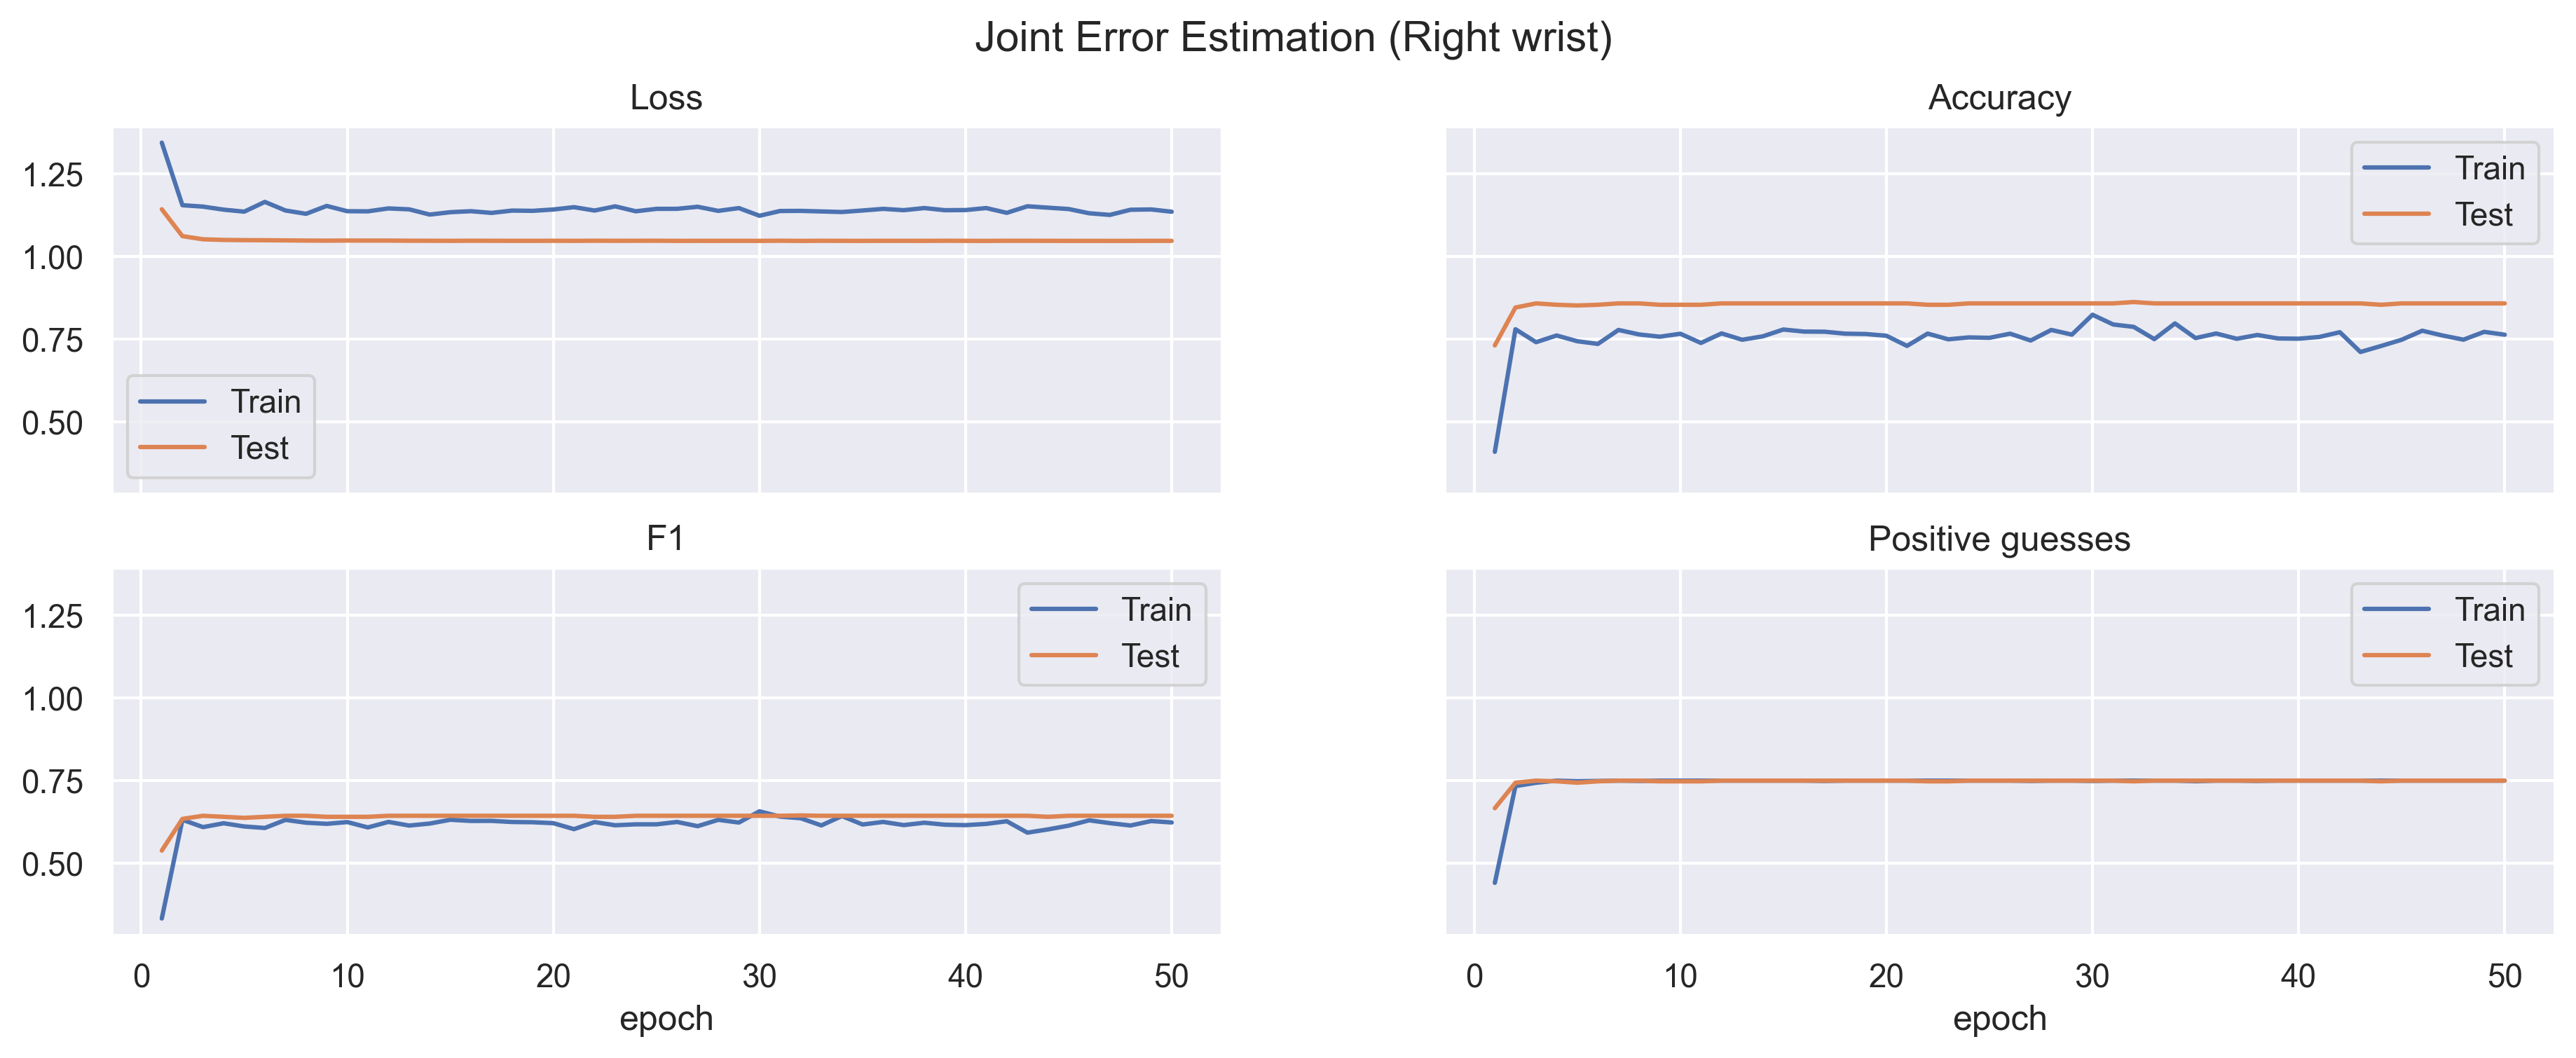 Joint Error Estimation (Right wrist)
Loss
1.25
1.00
0.75
0.50
Train
Test
Accuracy
Train
Test
F1
1.25
1.00
0.75
0.50
Train
Test
0 10 20 30 40 50
epoch
Positive guesses
Train
Test
0 10 20 30 40 50
epoch